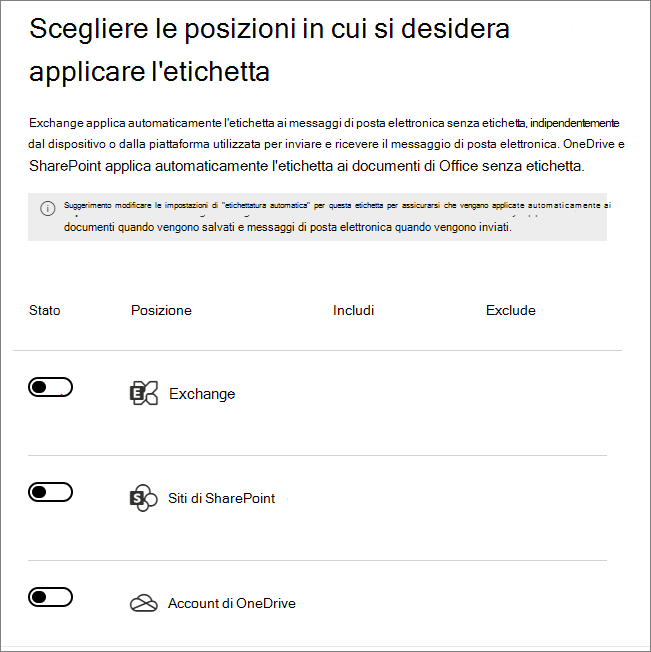 Scegliere le posizioni in cui si desidera
applicare l'etichetta
Exchange applica automaticamente l'etichetta ai messaggi di posta elettronica senza etichetta, indipendentemente
dal dispositivo o dalla piattaforma utilizzata per inviare e ricevere il messaggio di posta elettronica. OneDrive e
SharePoint applica automaticamente l'etichetta ai documenti di Office senza etichetta.
Suggerimento modificare le impostazioni di "etichettatura automatica" per questa etichetta per assicurarsi che vengano applicate automaticamente ai
documenti quando vengono salvati e messaggi di posta elettronica quando vengono inviati.
Stato Posizione Includi Exclude
Exchange
Siti di SharePoint
Account di OneDrive